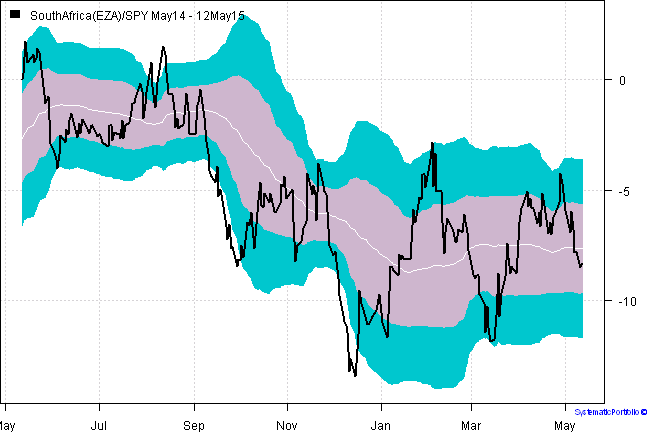 SouthAfrica(EZA)/SPY May14 - 12May15
0
-5
-10
May Jul Sep Nov Jan Mar May
SystematicPortfolio ©